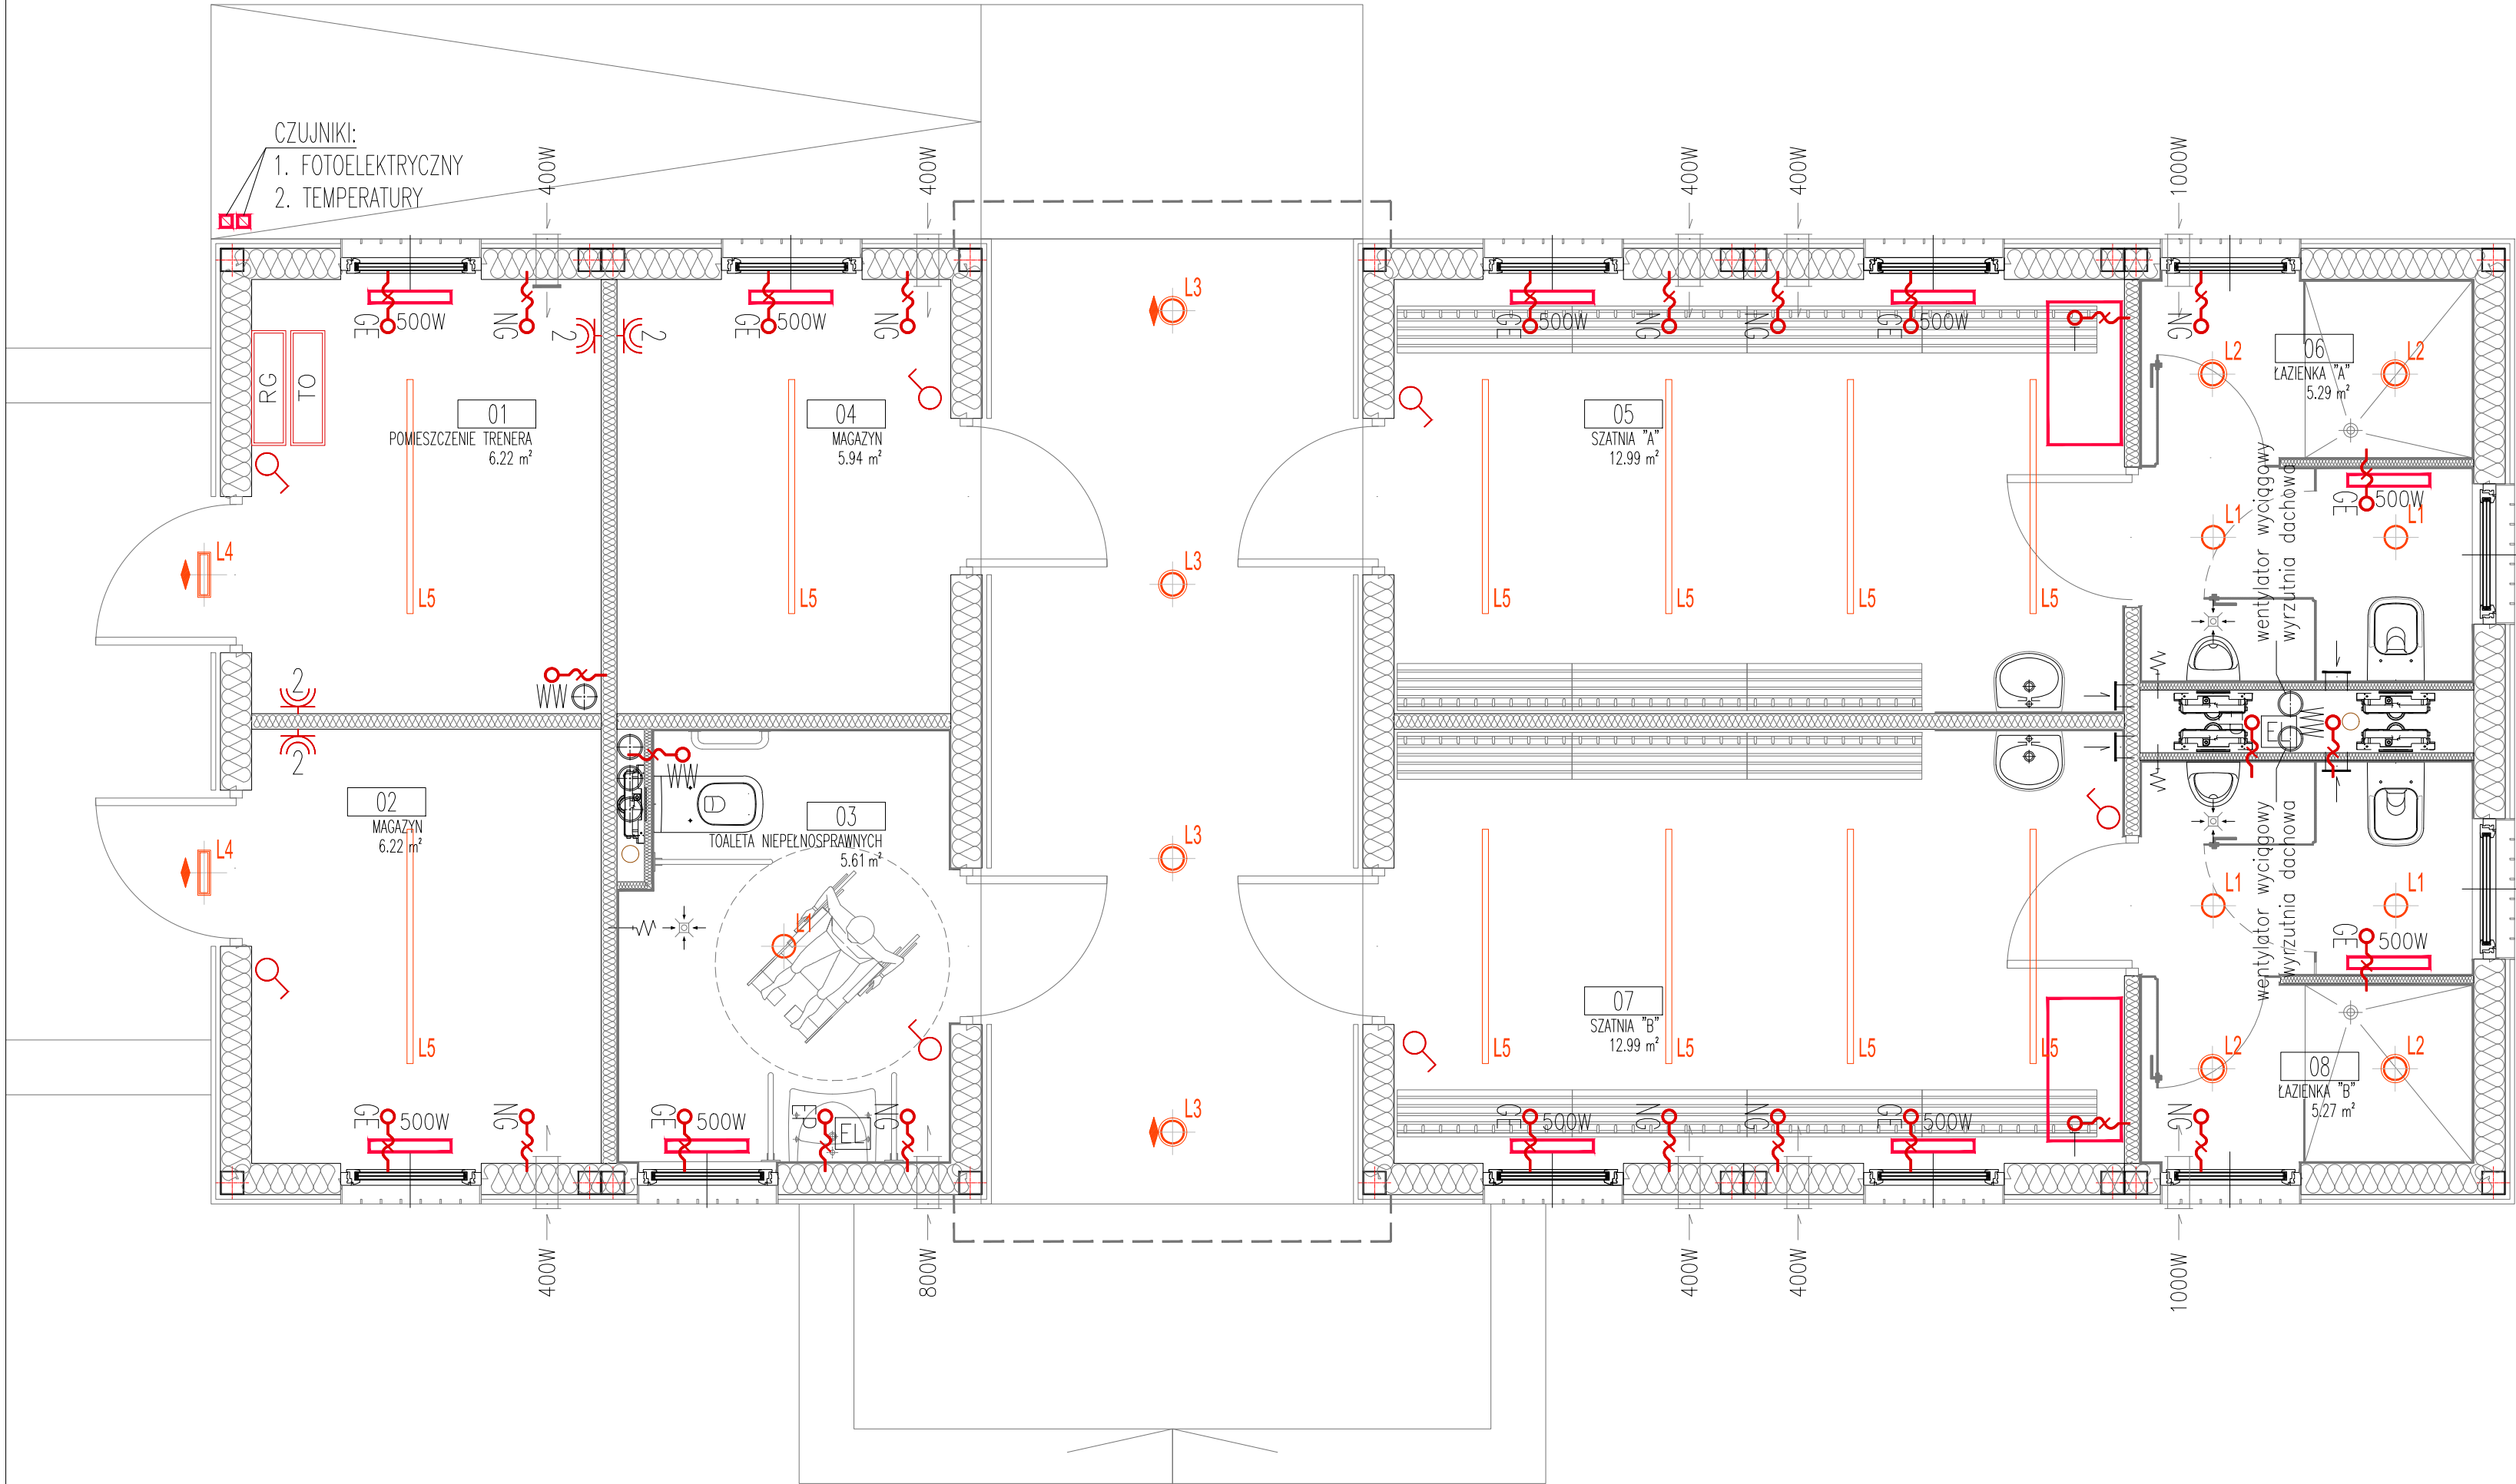 CZUJNIKI:
1. FOTOELEKTRYCZNY
2. TEMPERATURY
400W
400W
400W
400W
1000W
GE
500W
NG
2
2
GE
500W
NG
L3
GE
500W
NG
NG
GE
500W
T
NG
L2
L2
RG
TO
01
POMIESZCZENIE TRENERA
6.22 m²
04
MAGAZYN
5.94 m²
05
SZATNIA "A"
12.99 m²
06
ŁAZIENKA "A"
5.29 m²
GE
500W
L1
L1
L4
L3
L5
L5
L5
L5
L5
L5
wentylator wyciągowy
wyrzutnia dachowa
2
WW
2
WW
EL
WW
L3
L4
02
MAGAZYN
6.22 m²
03
TOALETA NIEPEŁNOSPRAWNYCH
5.61 m²
L1
L1
L1
wentylator wyciągowy
wyrzutnia dachowa
GE
500W
L5
07
SZATNIA "B"
12.99 m²
L5
L5
L5
L5
L2
L2
08
ŁAZIENKA "B"
5.27 m²
GE
500W
NG
GE
500W
EP
EL
NG
L3
GE
500W
NG
NG
GE
500W
T
NG
400W
800W
400W
400W
1000W